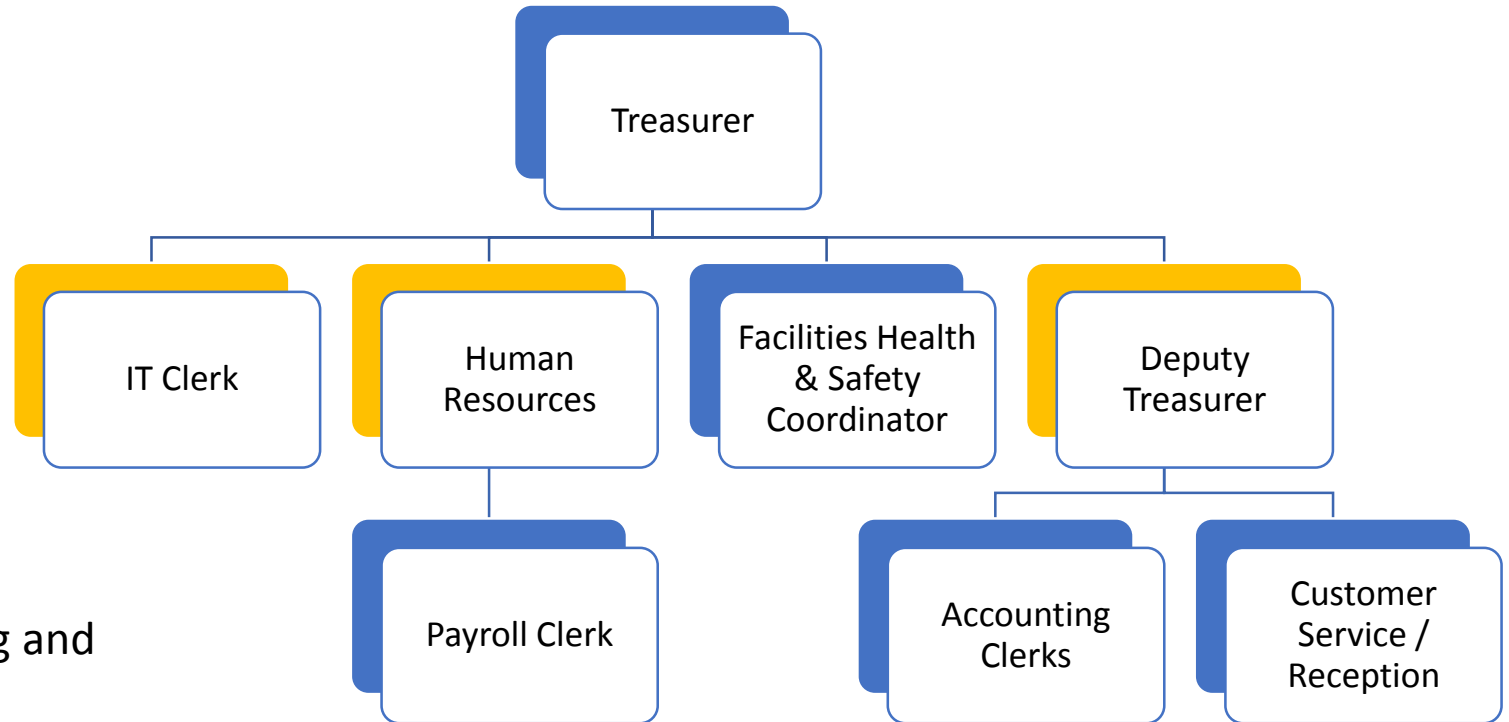 Treasurer
IT Clerk
Human
Resources
Facilities Health
& Safety
Coordinator
Deputy
Treasurer
g and
Payroll Clerk
Accounting
Clerks
Customer
Service /
Reception